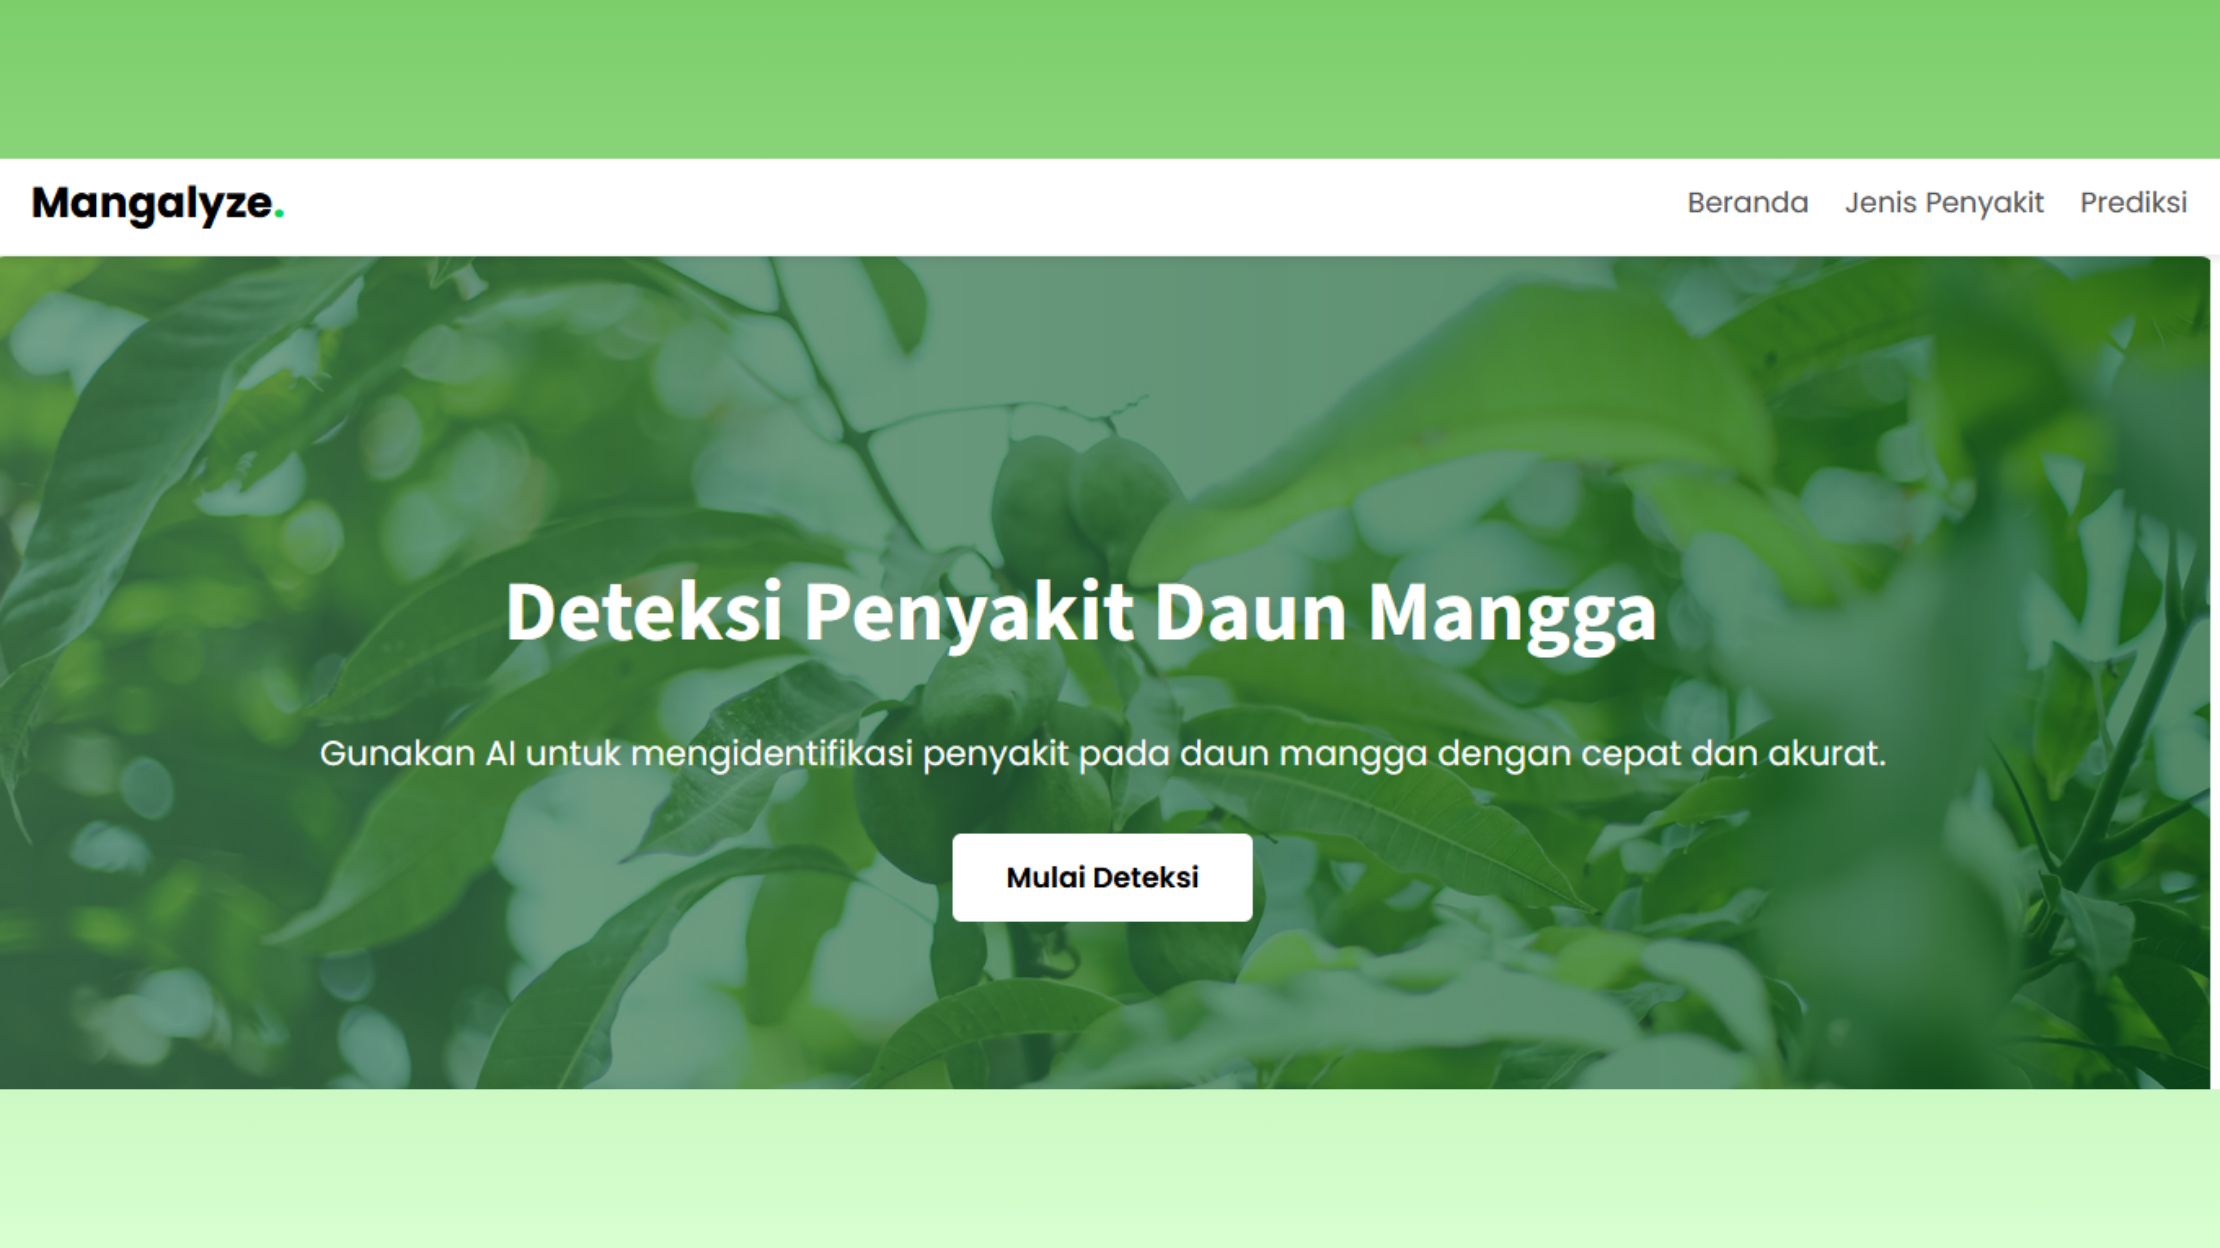 Mangalyze.
Beranda Jenis Penyakit Prediksi
Deteksi Penyakit Daun Mangga
Gunakan AI untuk mengidentifikasi penyakit pada daun mangga dengan cepat dan akurat.
Mulai Deteksi